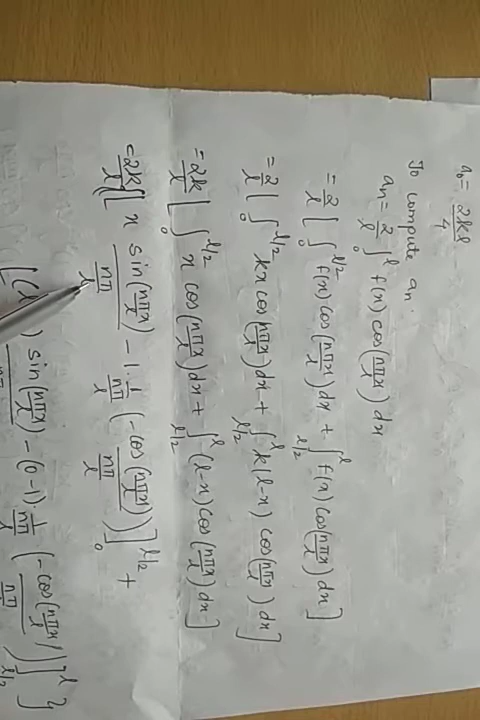 a₀ = 2kl/4
To compute aₙ.
aₙ = 2/l ∫₀^l f(x) cos(nπx/l) dx
= 2/l [ ∫₀^{l/2} f(x) cos(nπx/l) dx + ∫_{l/2}^l f(x) cos(nπx/l) dx ]
= 2/l [ ∫₀^{l/2} kx cos(nπx/l) dx + ∫_{l/2}^l k(l-x) cos(nπx/l) dx ]
= 2k/l [ ∫₀^{l/2} x cos(nπx/l) dx + ∫_{l/2}^l (l-x) cos(nπx/l) dx ]
= 2k/l { [ x sin(nπx/l)/(nπ/l) - 1. 1/(nπ/l) (-cos(nπx/l)/(nπ/l)) ]₀^{l/2} +
[ (l ) sin(nπx/l)/nπ - (0-1). 1/(nπ/l) (-cos(nπx/l)/nπ) ]_{l/2}^l }